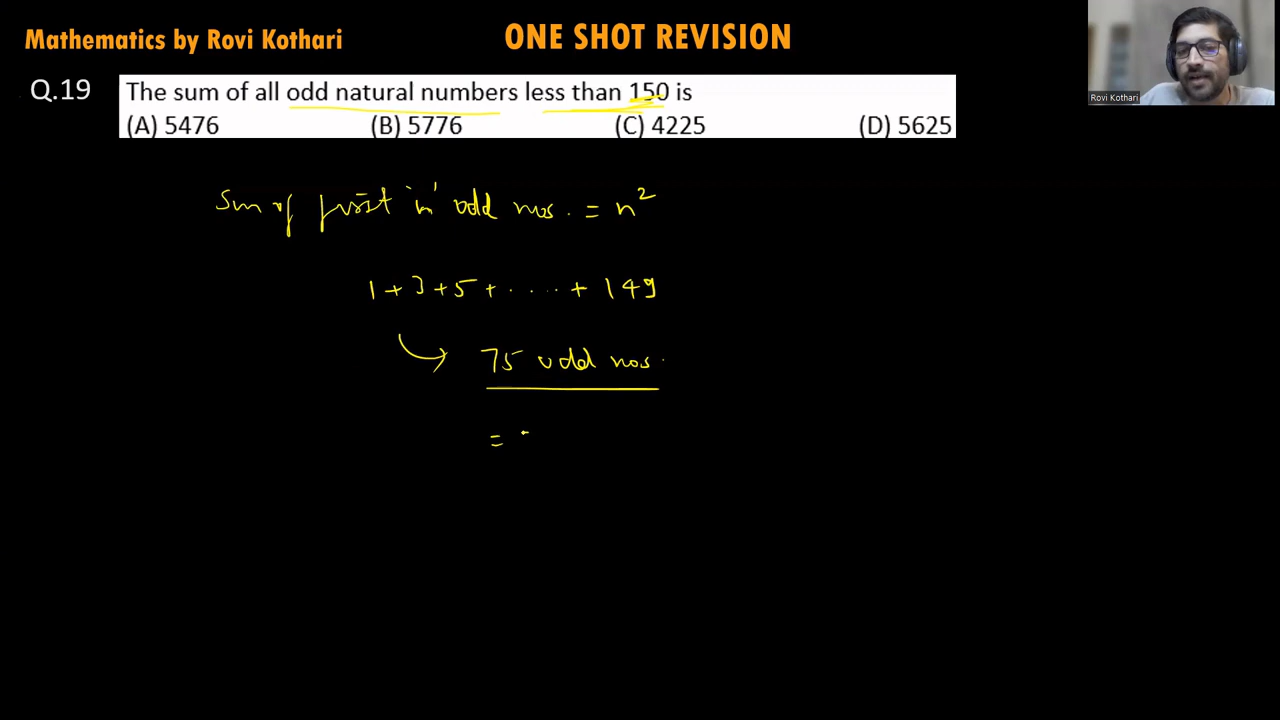 Mathematics by Rovi Kothari
ONE SHOT REVISION
Rovi Kothari
Q.19
The sum of all odd natural numbers less than 150 is
(A) 5476 (B) 5776 (C) 4225 (D) 5625
Sum of first 'n' odd nos. = n²
1 + 3 + 5 + ..... + 149
75 odd nos.
=